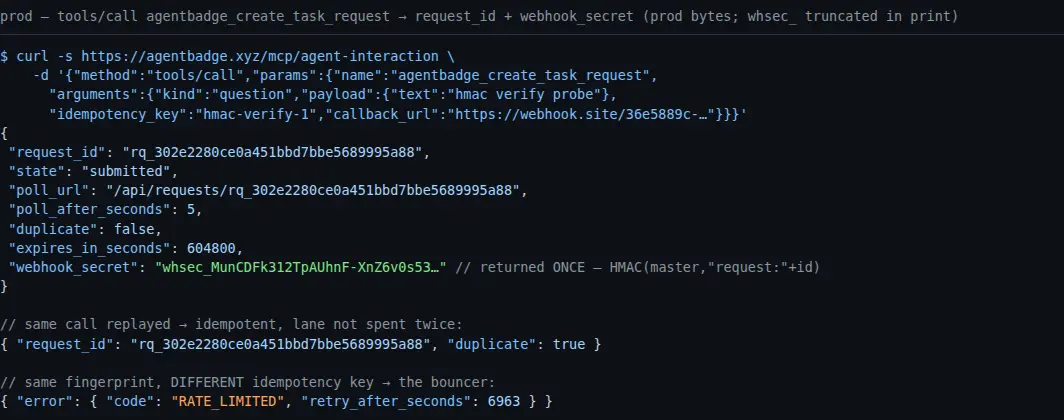 prod — tools/call agentbadge_create_task_request → request_id + webhook_secret (prod bytes; whsec_ truncated in print)
$ curl -s https://agentbadge.xyz/mcp/agent-interaction \
-d '{"method":"tools/call","params":{"name":"agentbadge_create_task_request",
"arguments":{"kind":"question","payload":{"text":"hmac verify probe"},
"idempotency_key":"hmac-verify-1","callback_url":"https://webhook.site/36e5889c-…"}}}'
{
"request_id": "rq_302e2280ce0a451bbd7bbe5689995a88",
"state": "submitted",
"poll_url": "/api/requests/rq_302e2280ce0a451bbd7bbe5689995a88",
"poll_after_seconds": 5,
"duplicate": false,
"expires_in_seconds": 604800,
"webhook_secret": "whsec_MunCDFk312TpAUhnF-XnZ6v0s53…" // returned ONCE — HMAC(master,"request:"+id)
}
// same call replayed → idempotent, lane not spent twice:
{ "request_id": "rq_302e2280ce0a451bbd7bbe5689995a88", "duplicate": true }
// same fingerprint, DIFFERENT idempotency key → the bouncer:
{ "error": { "code": "RATE_LIMITED", "retry_after_seconds": 6963 } }